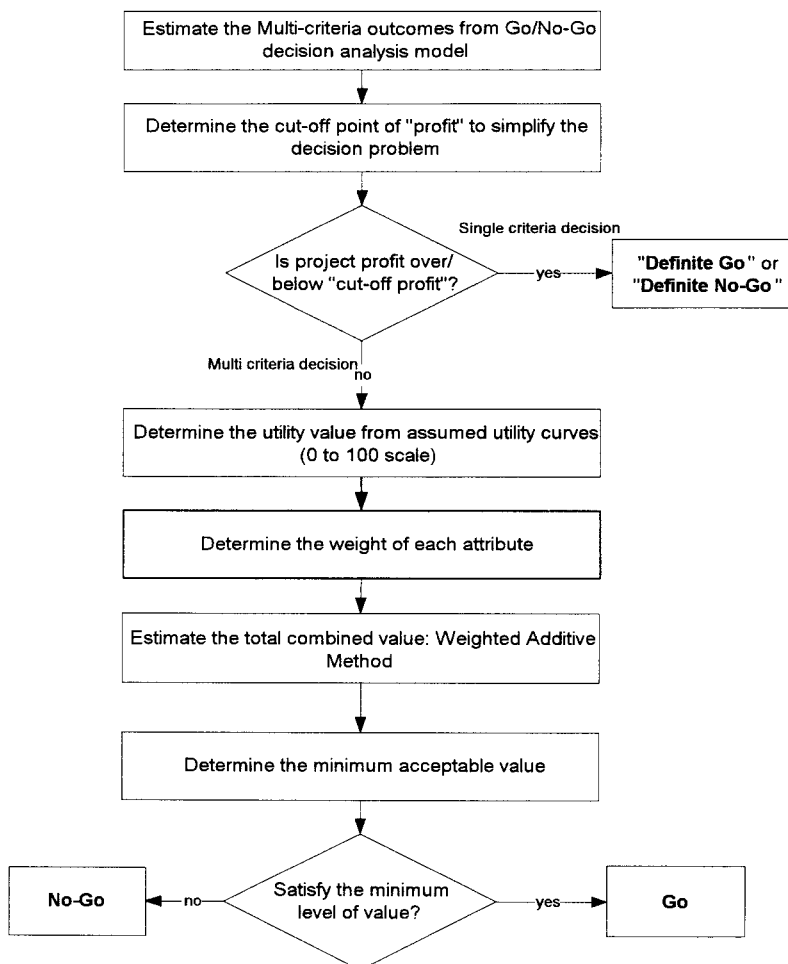 Estimate the Multi-criteria outcomes from Go/No-Go
decision analysis model
Determine the cut-off point of "profit" to simplify the
decision problem
Single criteria decision
Is project profit over/
below "cut-off profit"?
yes
"Definite Go" or
"Definite No-Go"
Multi criteria decision
no
Determine the utility value from assumed utility curves
(0 to 100 scale)
Determine the weight of each attribute
Estimate the total combined value: Weighted Additive
Method
Determine the minimum acceptable value
No-Go
no
Satisfy the minimum
level of value?
yes
Go